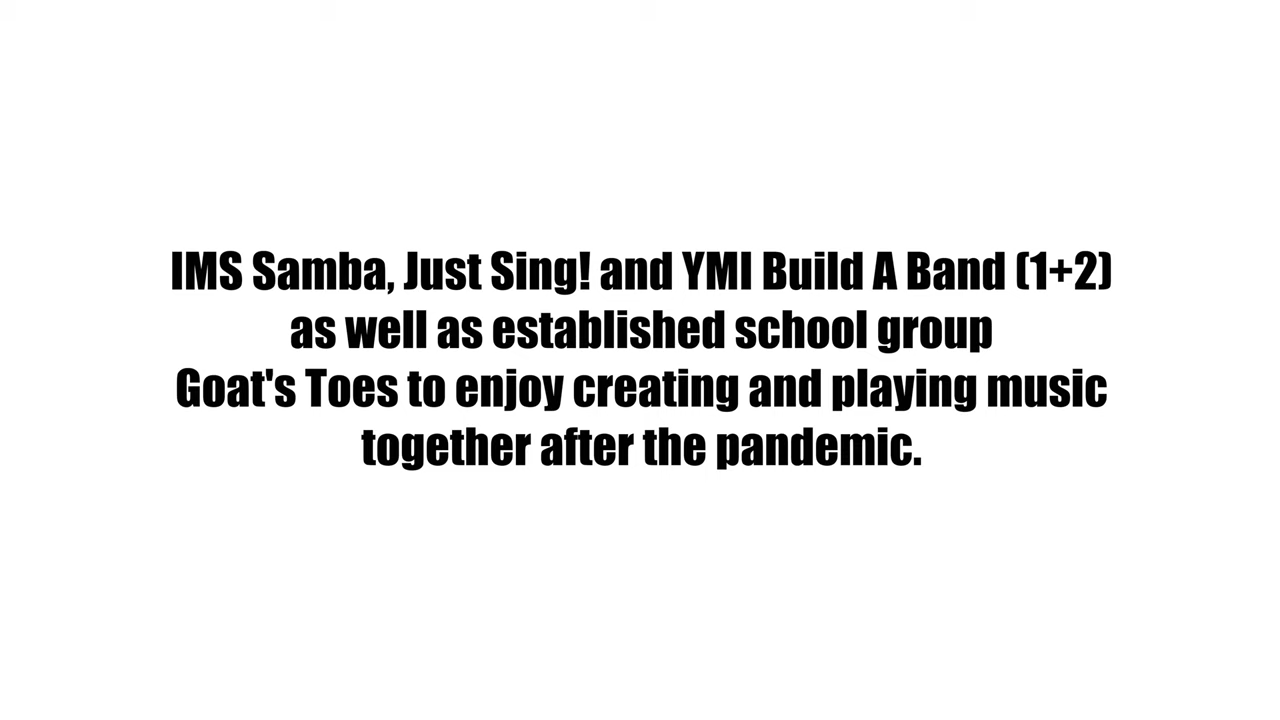 IMS Samba, Just Sing! and YMI Build A Band (1+2)
as well as established school group
Goat's Toes to enjoy creating and playing music
together after the pandemic.